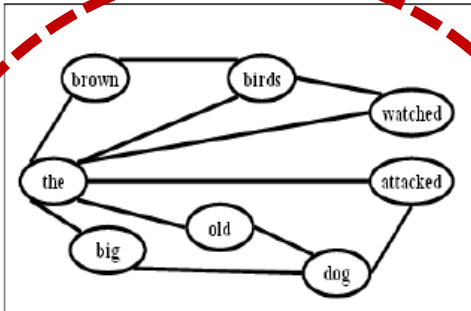 brown
birds
watched
the
attacked
old
big
dog